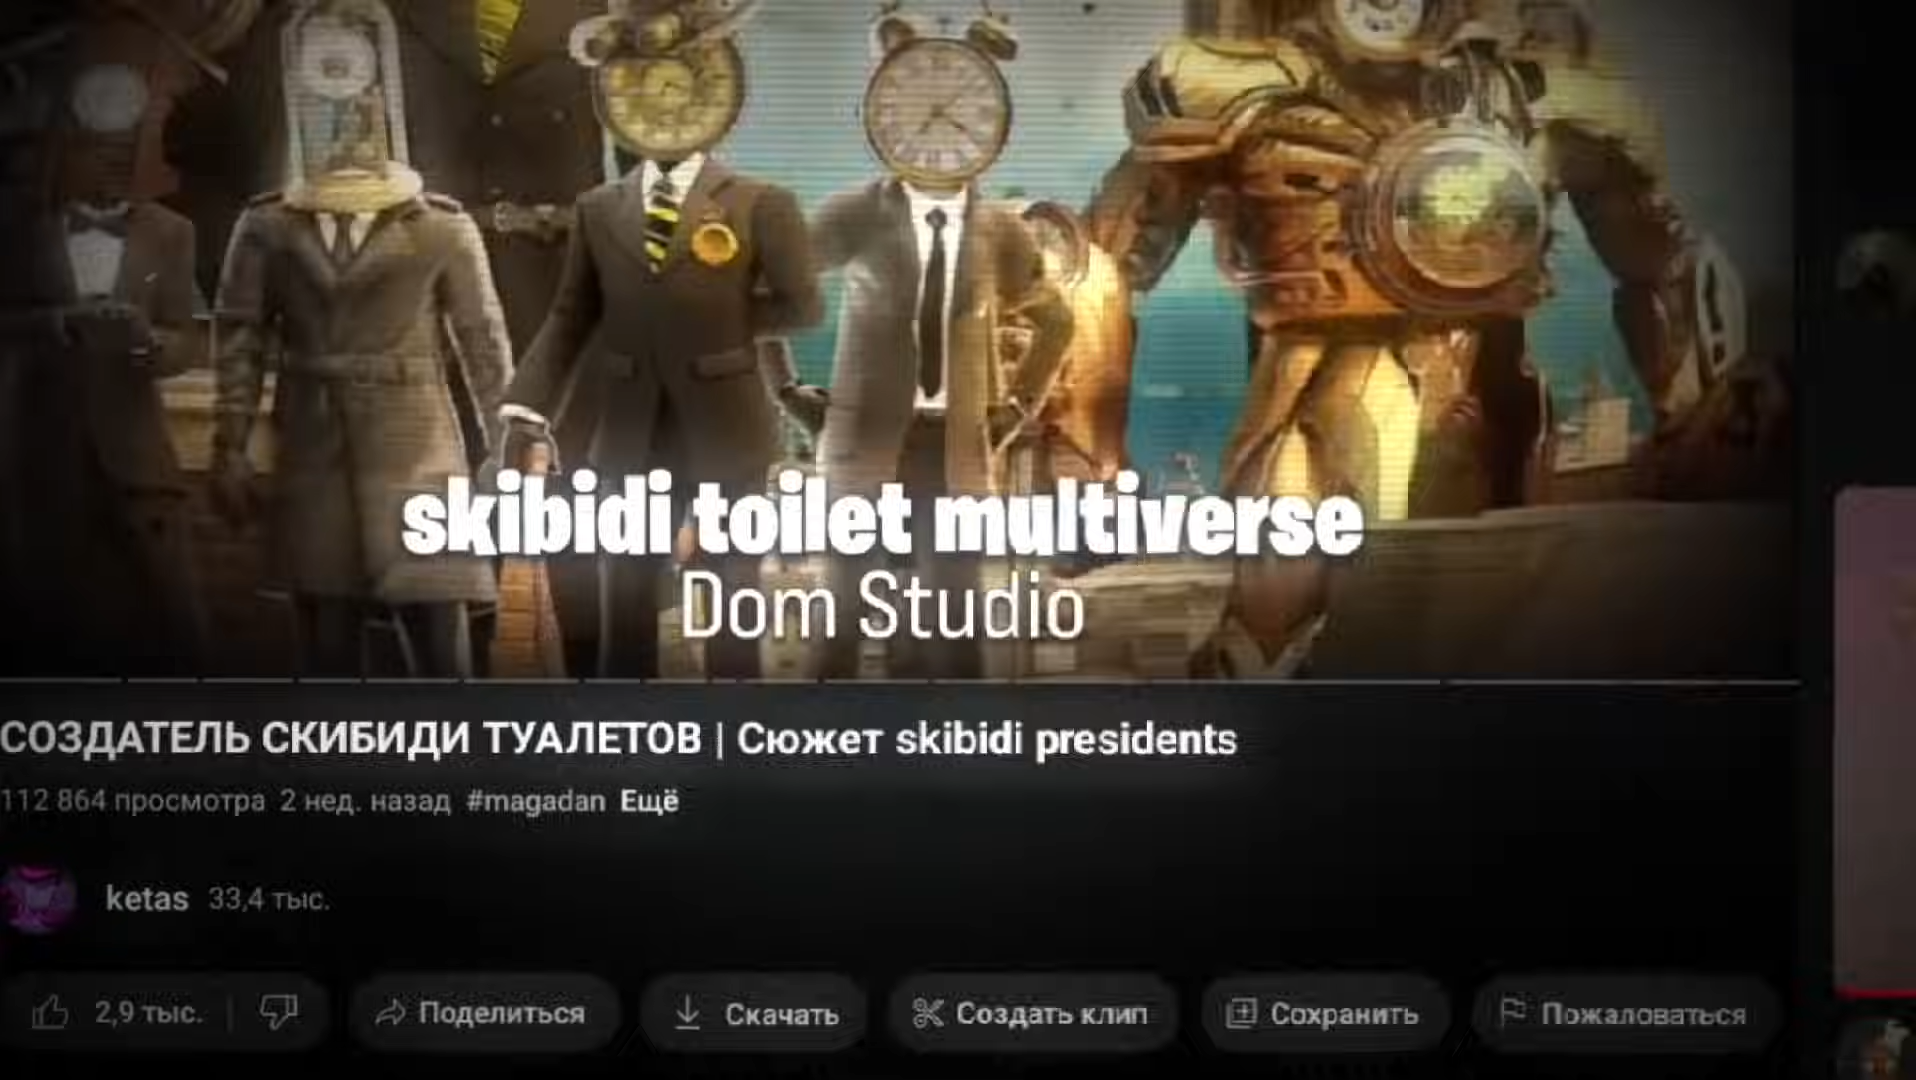 skibidi toilet multiverse
Dom Studio
СОЗДАТЕЛЬ СКИБИДИ ТУАЛЕТОВ | Сюжет skibidi presidents
112 864 просмотра 2 нед. назад #magadan Ещё
ketas 33,4 тыс.
2,9 тыс. Поделиться Скачать Создать клип Сохранить Пожаловаться